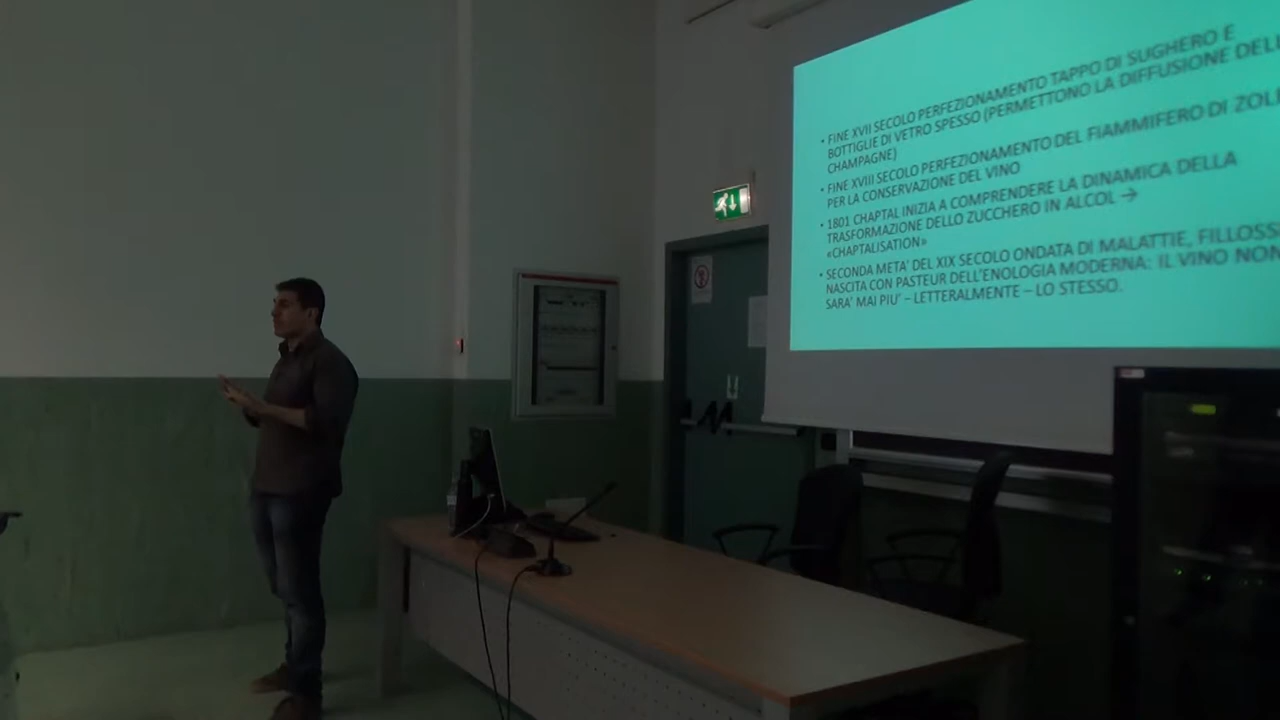 • FINE XVII SECOLO PERFEZIONAMENTO TAPPO DI SUGHERO E
BOTTIGLIE DI VETRO SPESSO (PERMETTONO LA DIFFUSIONE DELL
CHAMPAGNE)
• FINE XVIII SECOLO PERFEZIONAMENTO DEL FIAMMIFERO DI ZOL
PER LA CONSERVAZIONE DEL VINO
• 1801 CHAPTAL INIZIA A COMPRENDERE LA DINAMICA DELLA
TRASFORMAZIONE DELLO ZUCCHERO IN ALCOL →
«CHAPTALISATION»
• SECONDA META' DEL XIX SECOLO ONDATA DI MALATTIE, FILLOSS
NASCITA CON PASTEUR DELL'ENOLOGIA MODERNA: IL VINO NON
SARA' MAI PIU' – LETTERALMENTE – LO STESSO.